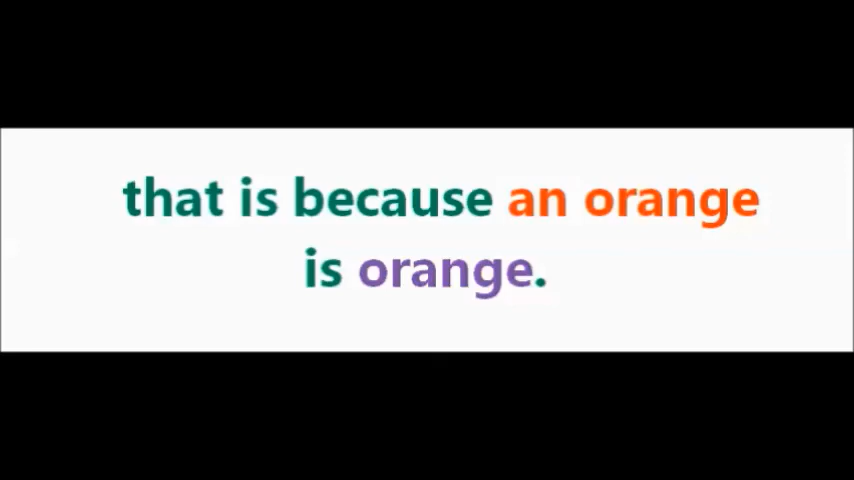 that is because an orange
is orange.